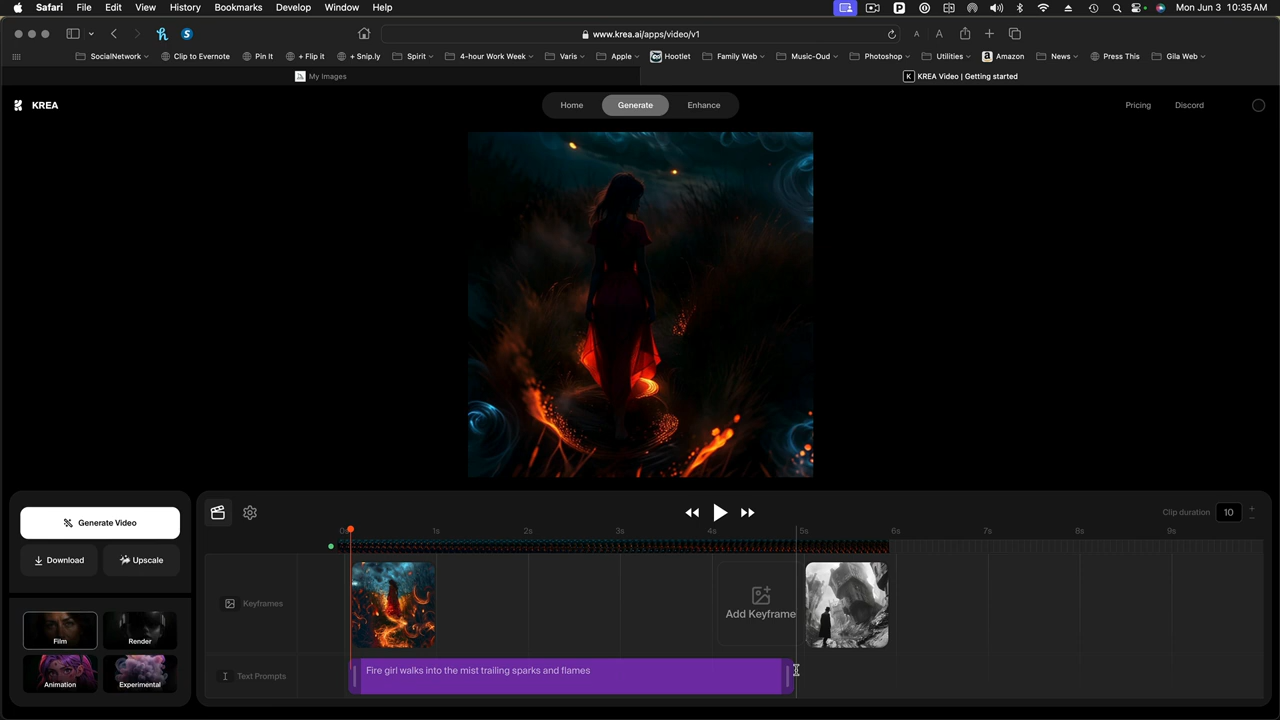 Safari File Edit View History Bookmarks Develop Window Help Mon Jun 3 10:35 AM
www.krea.ai/apps/video/v1
SocialNetwork Clip to Evernote Pin It + Flip it + Snip.ly Spirit 4-hour Work Week Varis Apple Hootlet Family Web Music-Oud Photoshop Utilities Amazon News Press This Gila Web
My Images K KREA Video | Getting started
KREA Home Generate Enhance Pricing Discord
Generate Video
Download Upscale
Clip duration 10
0s 1s 2s 3s 4s 5s 6s 7s 8s 9s
Keyframes Add Keyframe
Film Render
Text Prompts Fire girl walks into the mist trailing sparks and flames
Animation Experimental